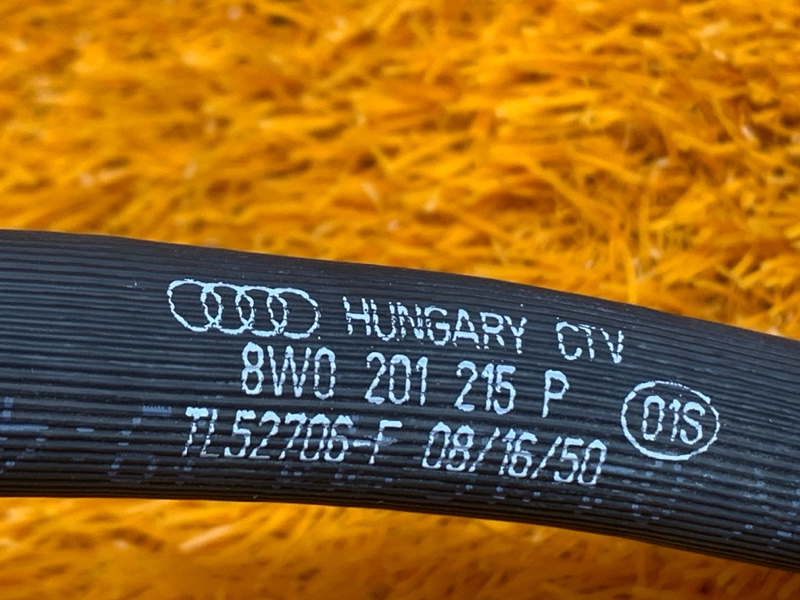 HUNGARY CTV
8W0 201 215 P
01S
TL52706-F 08/16/50